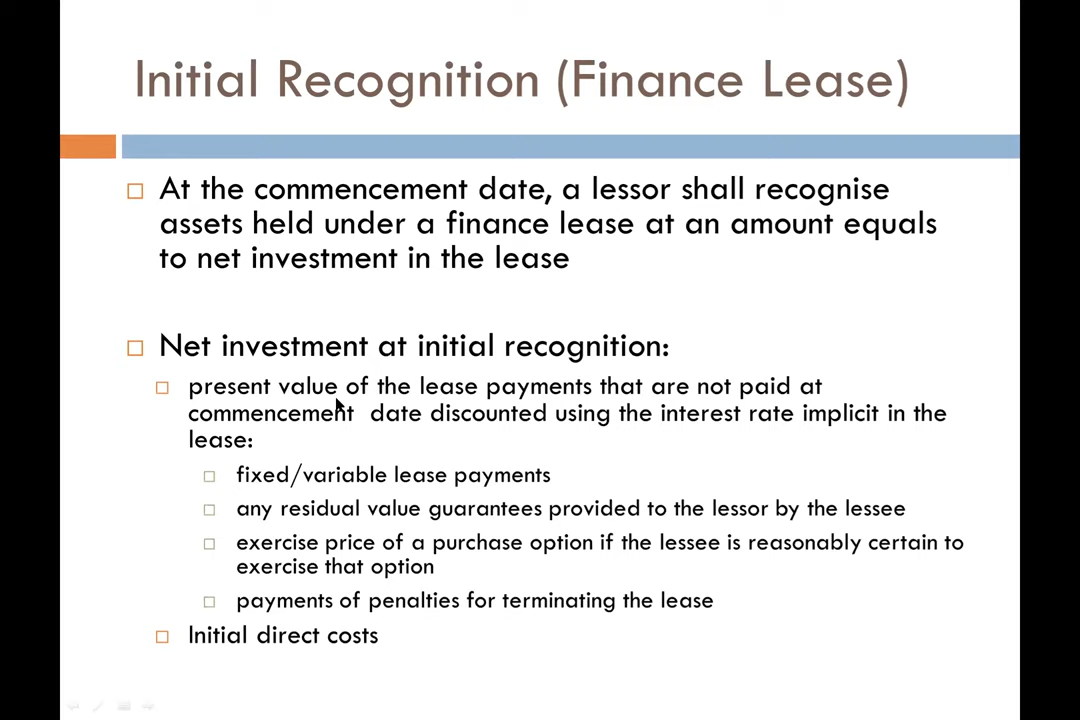 Initial Recognition (Finance Lease)
At the commencement date, a lessor shall recognise
assets held under a finance lease at an amount equals
to net investment in the lease
Net investment at initial recognition:
present value of the lease payments that are not paid at
commencement date discounted using the interest rate implicit in the
lease:
fixed/variable lease payments
any residual value guarantees provided to the lessor by the lessee
exercise price of a purchase option if the lessee is reasonably certain to
exercise that option
payments of penalties for terminating the lease
Initial direct costs